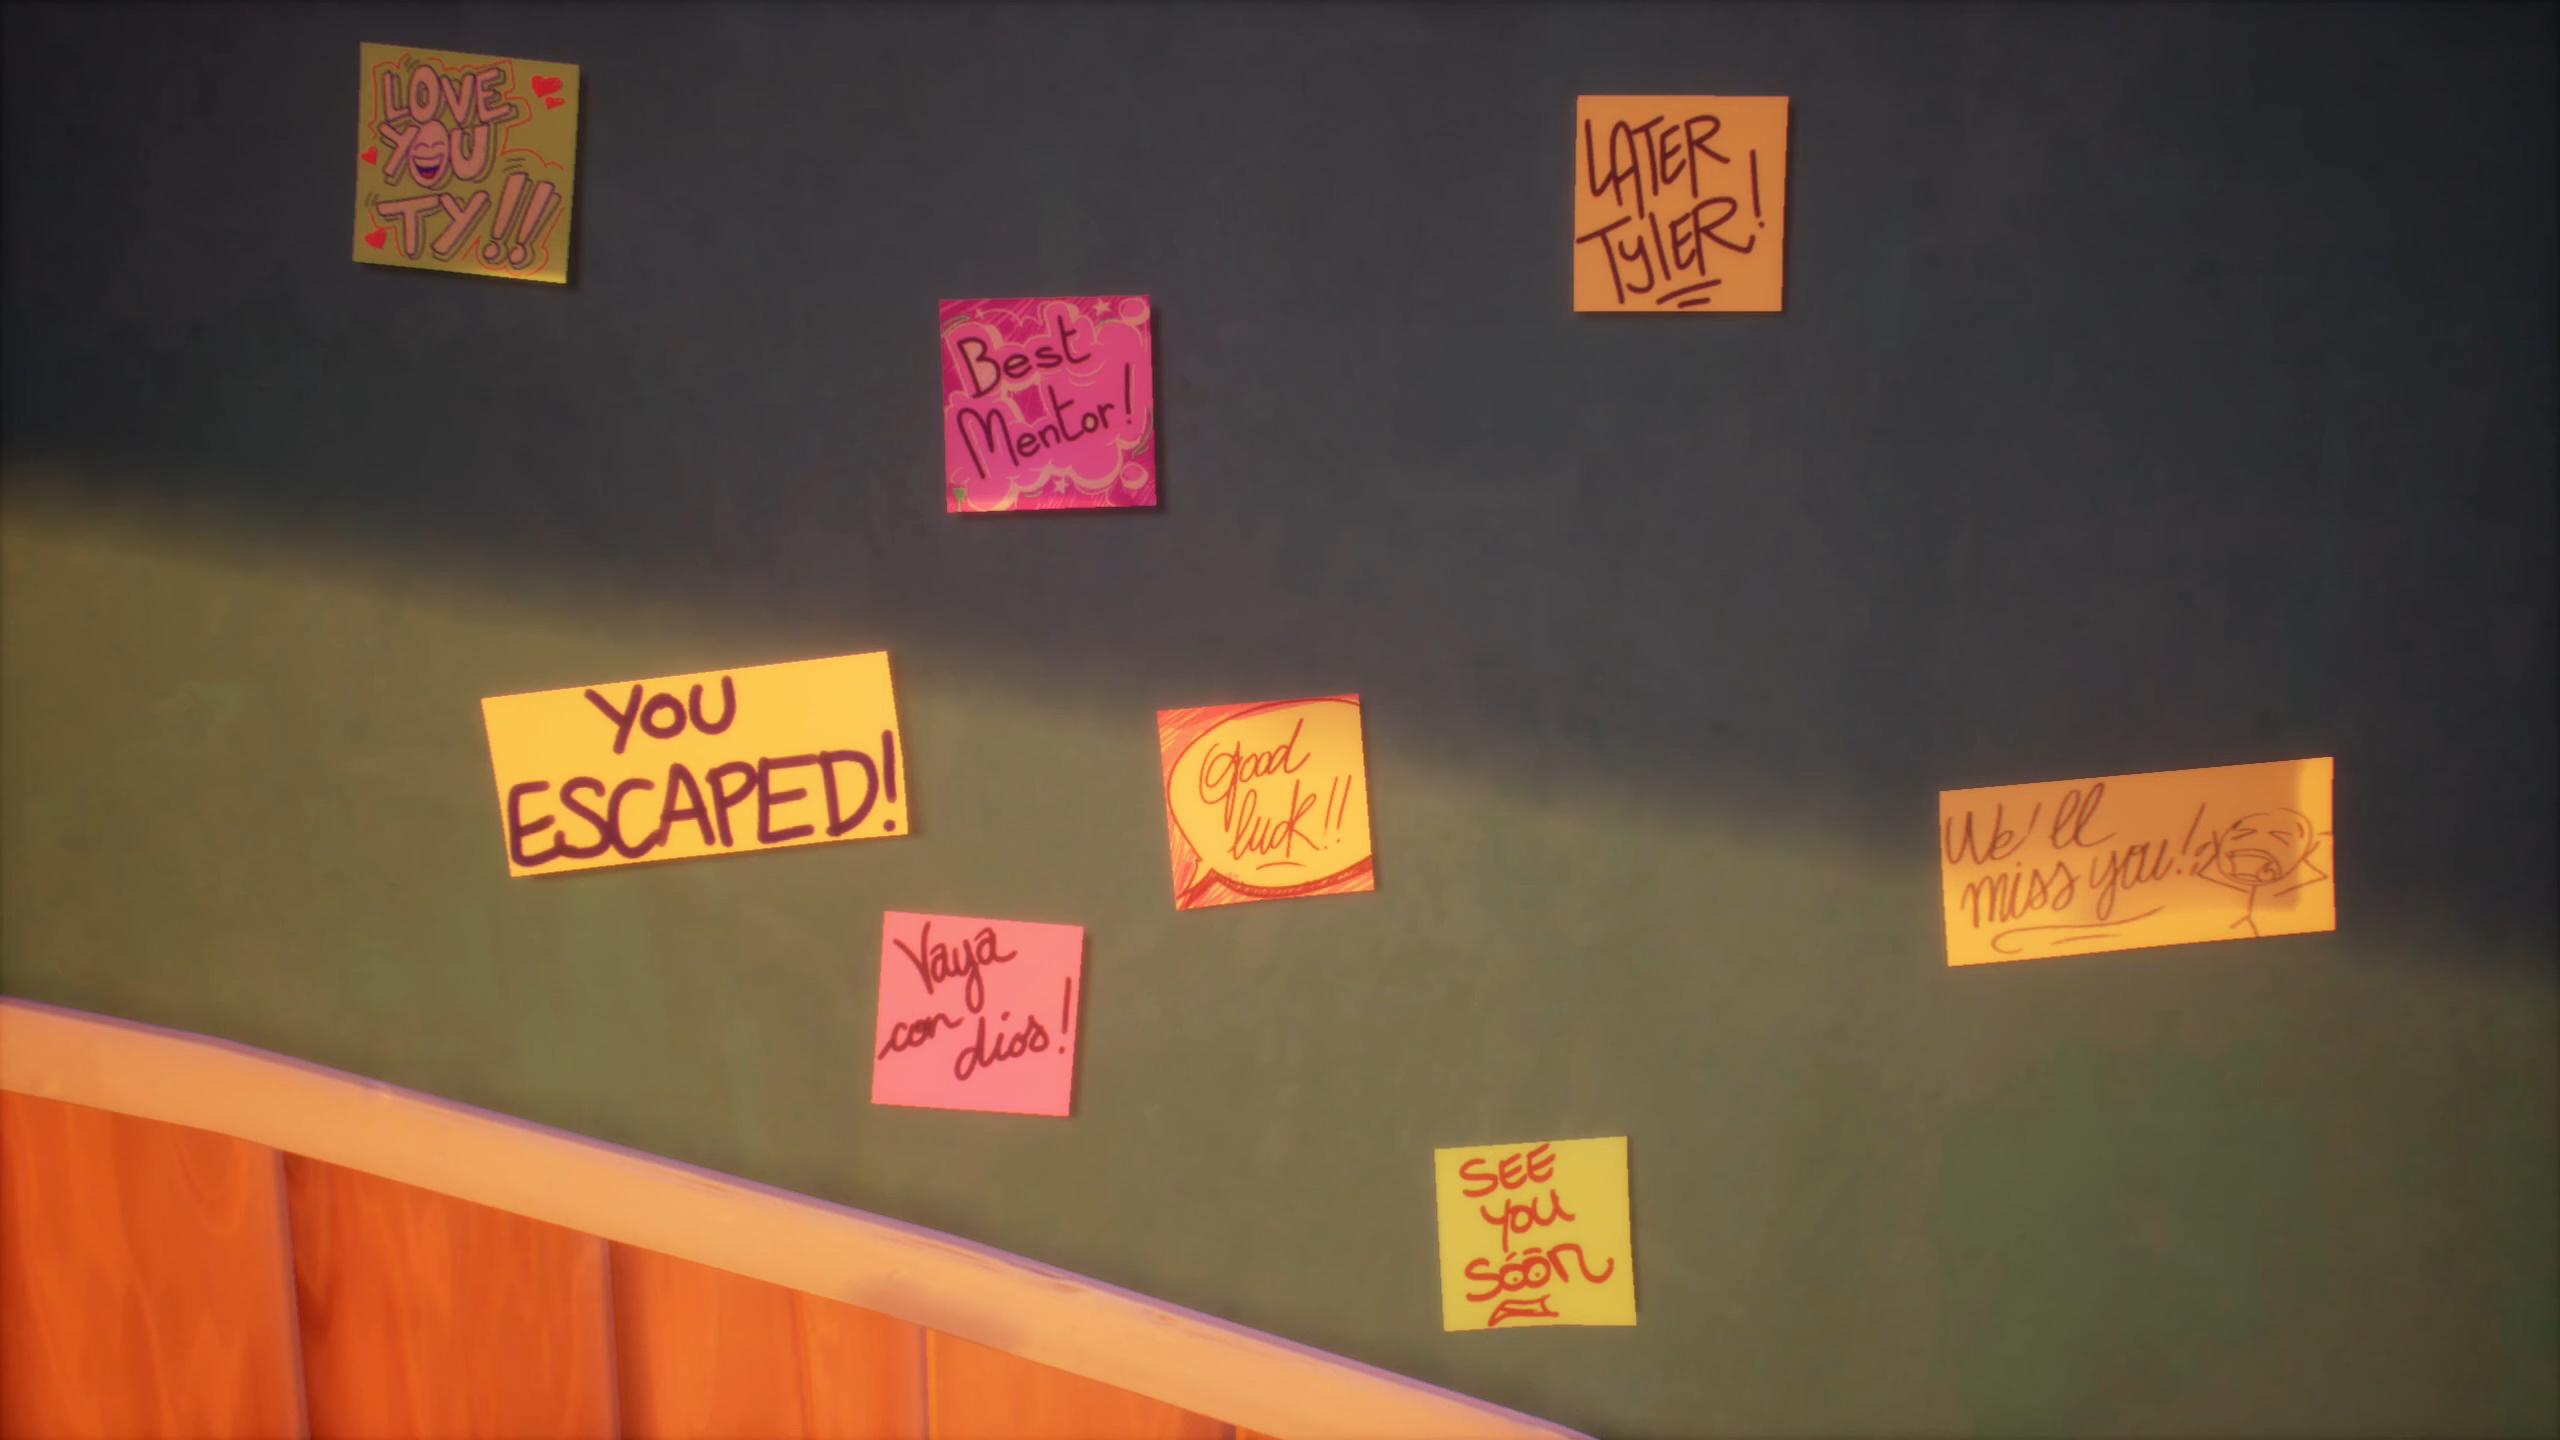 LOVE
YOU
TY!!
LATER
TYLER!
Best
Mentor!
YOU
ESCAPED!
Good
luck!!
We'll
miss you!
Vaya
con dios!
SEE
YOU
SOON